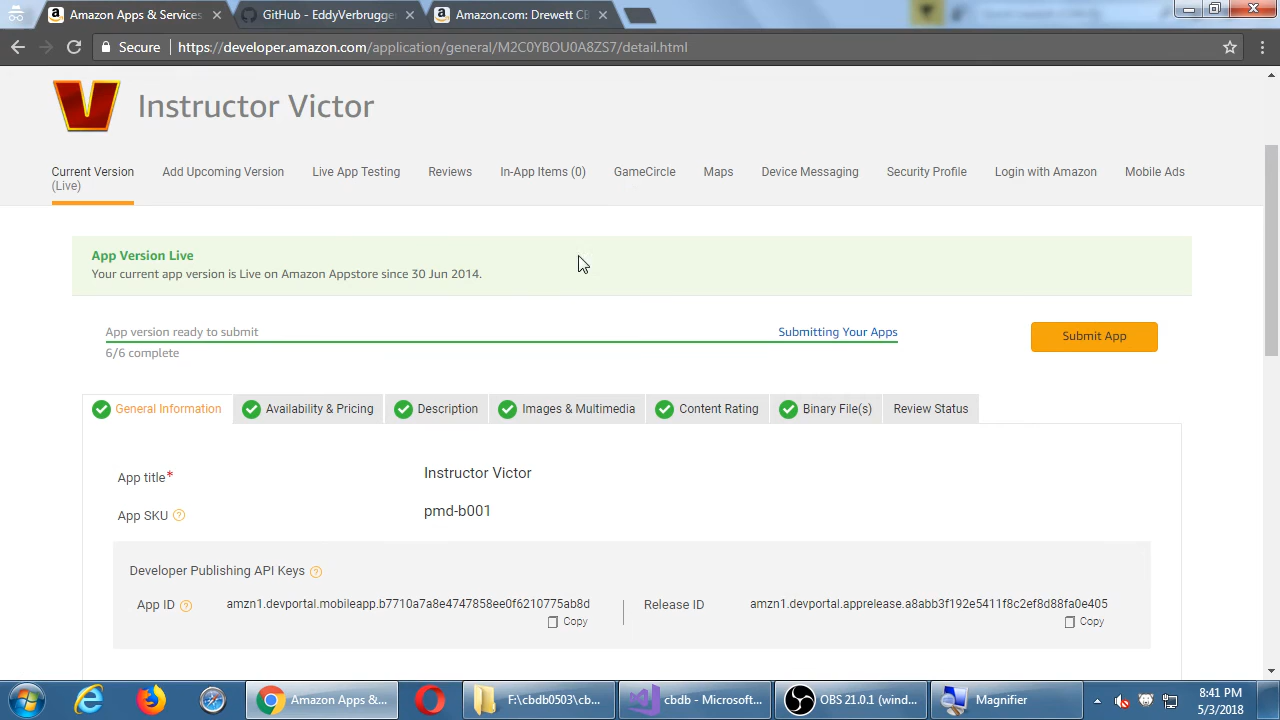 Amazon Apps & Services
GitHub - EddyVerbrugge
Amazon.com: Drewett CB
Secure
https://developer.amazon.com/application/general/M2C0YBOU0A8ZS7/detail.html
V
Instructor Victor
Current Version
(Live)
Add Upcoming Version
Live App Testing
Reviews
In-App Items (0)
GameCircle
Maps
Device Messaging
Security Profile
Login with Amazon
Mobile Ads
App Version Live
Your current app version is Live on Amazon Appstore since 30 Jun 2014.
App version ready to submit
Submitting Your Apps
6/6 complete
Submit App
General Information
Availability & Pricing
Description
Images & Multimedia
Content Rating
Binary File(s)
Review Status
App title*
Instructor Victor
App SKU ?
pmd-b001
Developer Publishing API Keys ?
App ID ?
amzn1.devportal.mobileapp.b7710a7a8e4747858ee0f6210775ab8d
Copy
Release ID
amzn1.devportal.apprelease.a8abb3f192e5411f8c2ef8d88fa0e405
Copy
Amazon Apps &...
F:\cbdb0503\cb...
cbdb - Microsoft...
OBS 21.0.1 (wind...
Magnifier
8:41 PM
5/3/2018